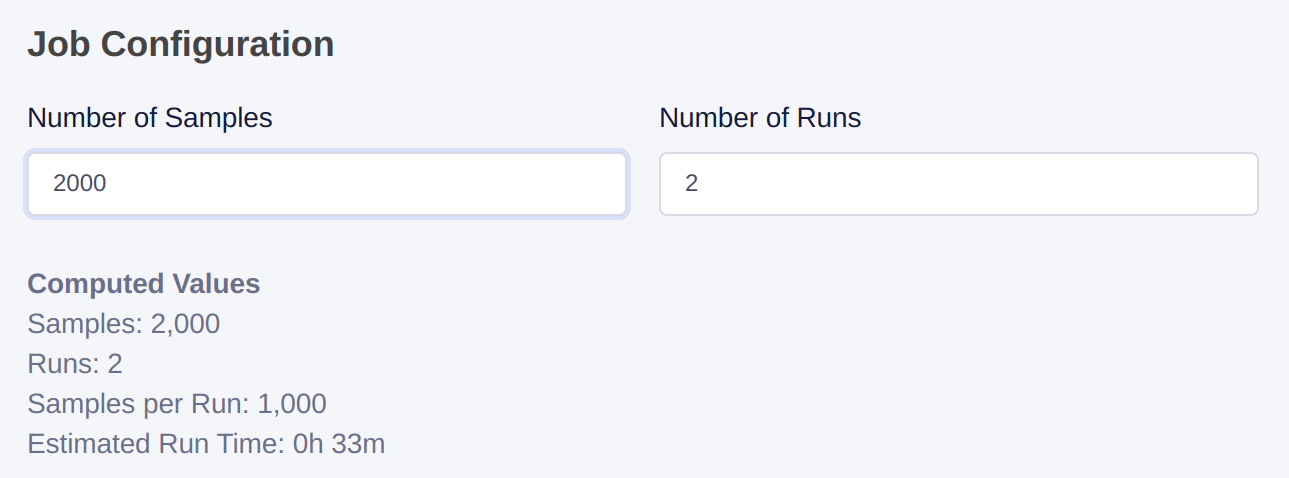 Job Configuration
Number of Samples
Number of Runs
2000
2
Computed Values
Samples: 2,000
Runs: 2
Samples per Run: 1,000
Estimated Run Time: 0h 33m